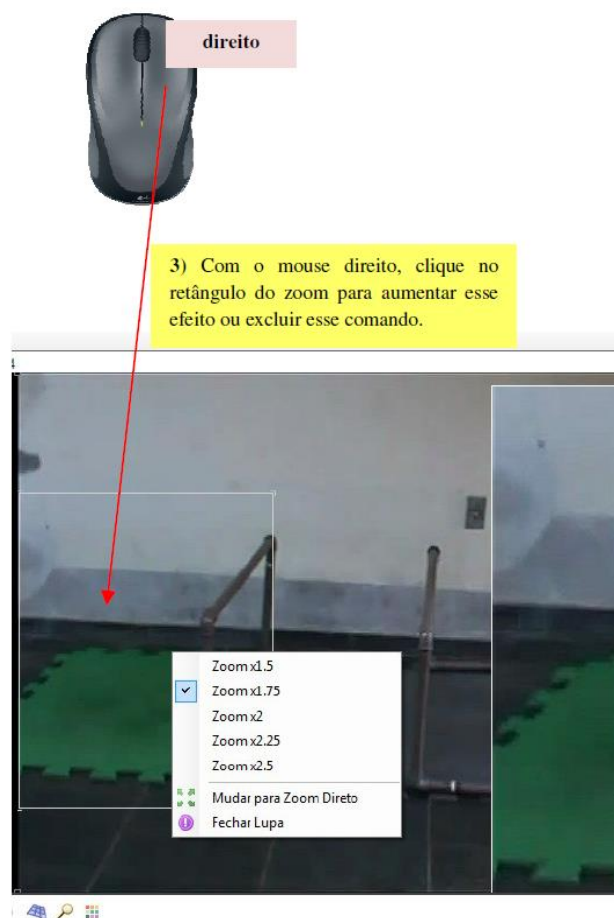 direito
3) Com o mouse direito, clique no
retângulo do zoom para aumentar esse
efeito ou excluir esse comando.
Zoom x1.5
Zoom x1.75
Zoom x2
Zoom x2.25
Zoom x2.5
Mudar para Zoom Direto
Fechar Lupa